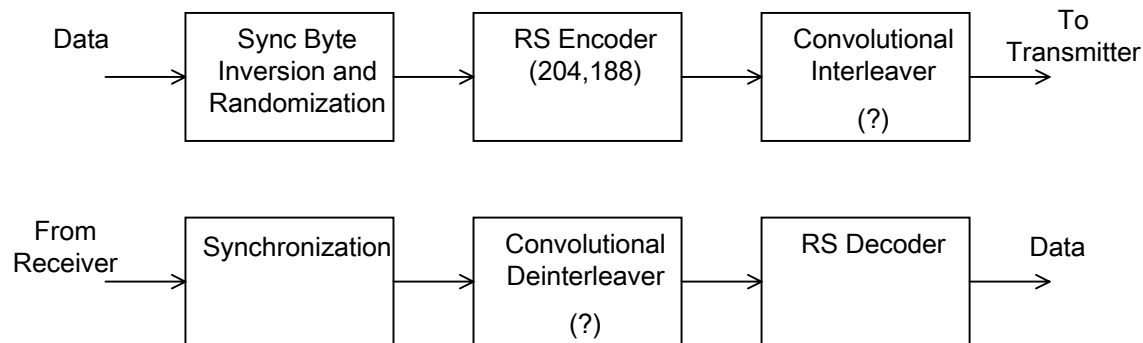 Data
Sync Byte
Inversion and
Randomization
RS Encoder
(204,188)
Convolutional
Interleaver
(?)
To
Transmitter
From
Receiver
Synchronization
Convolutional
Deinterleaver
(?)
RS Decoder
Data